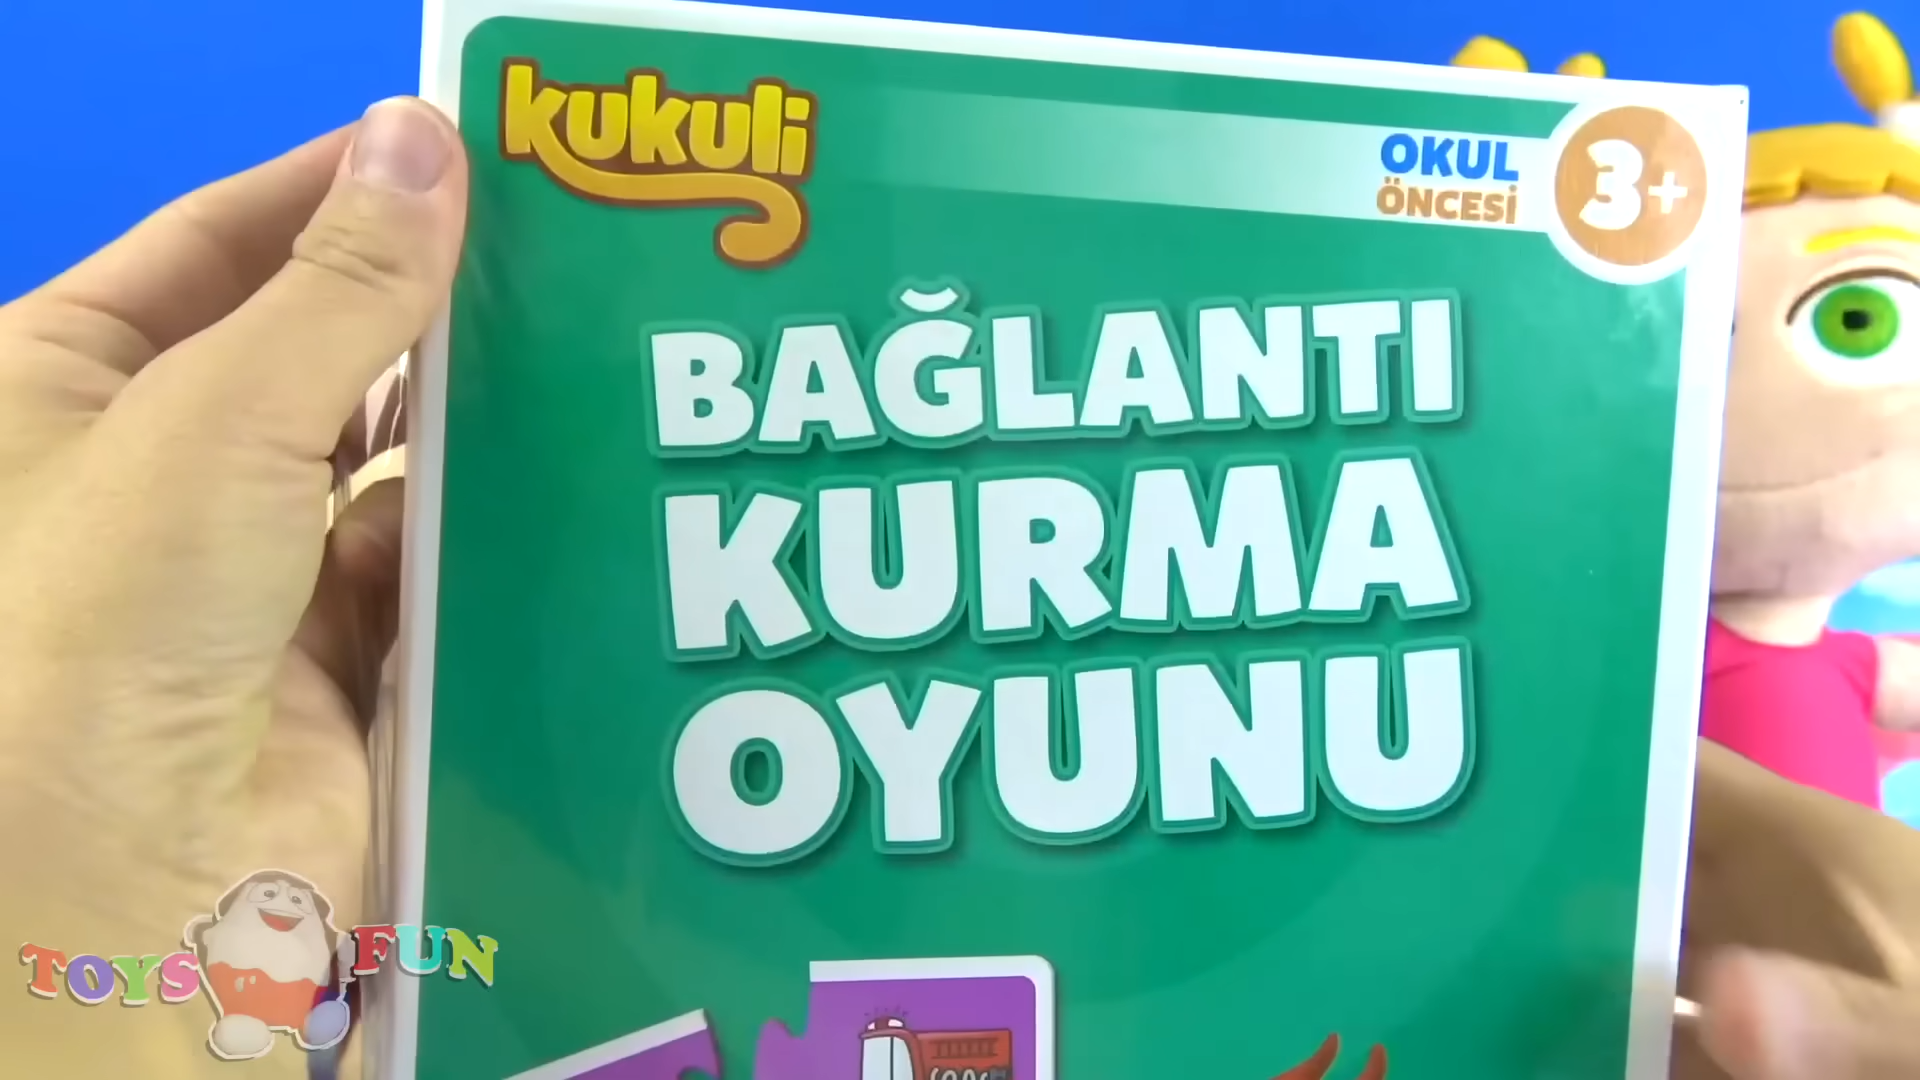 kukuli
OKUL
ÖNCESİ
3+
BAĞLANTI
KURMA
OYUNU
TOYS FUN